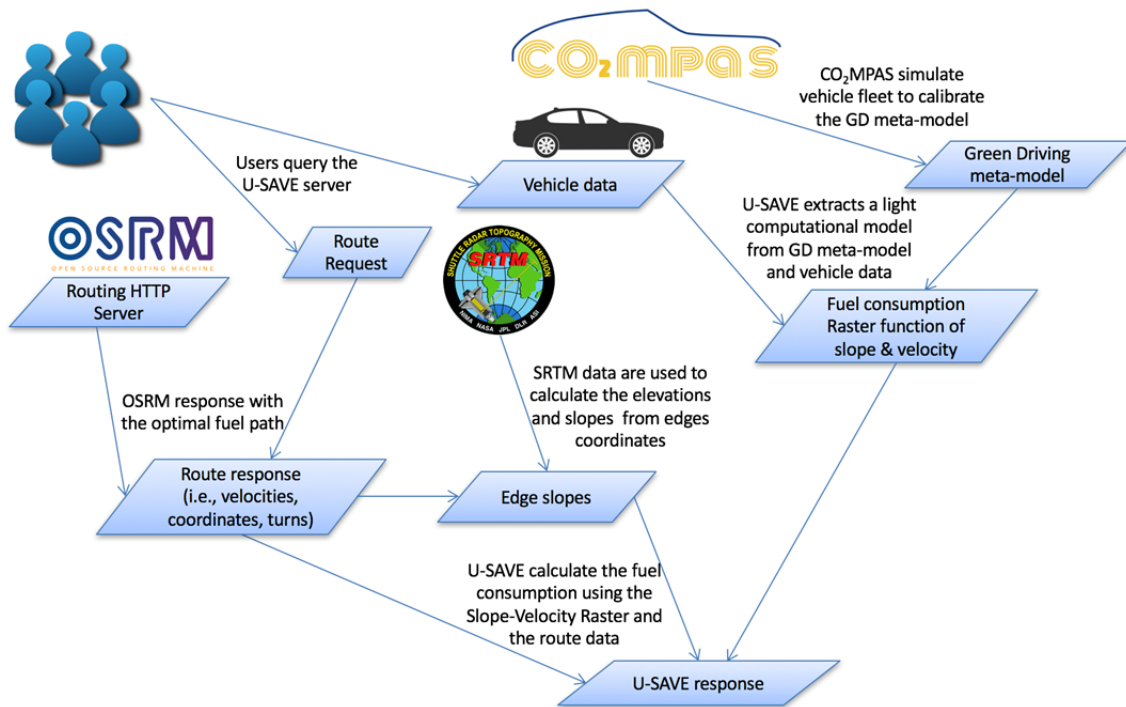 CO2MPAS
CO₂MPAS simulate
vehicle fleet to calibrate
the GD meta-model
Users query the
U-SAVE server
Vehicle data
Green Driving
meta-model
U-SAVE extracts a light
computational model
from GD meta-model
and vehicle data
OSRM
OPEN SOURCE ROUTING MACHINE
Routing HTTP
Server
Route
Request
SHUTTLE RADAR TOPOGRAPHY MISSION
SRTM
NIMA NASA JPL DLR ASI
Fuel consumption
Raster function of
slope & velocity
OSRM response with
the optimal fuel path
SRTM data are used to
calculate the elevations
and slopes from edges
coordinates
Route response
(i.e., velocities,
coordinates, turns)
Edge slopes
U-SAVE calculate the fuel
consumption using the
Slope-Velocity Raster and
the route data
U-SAVE response